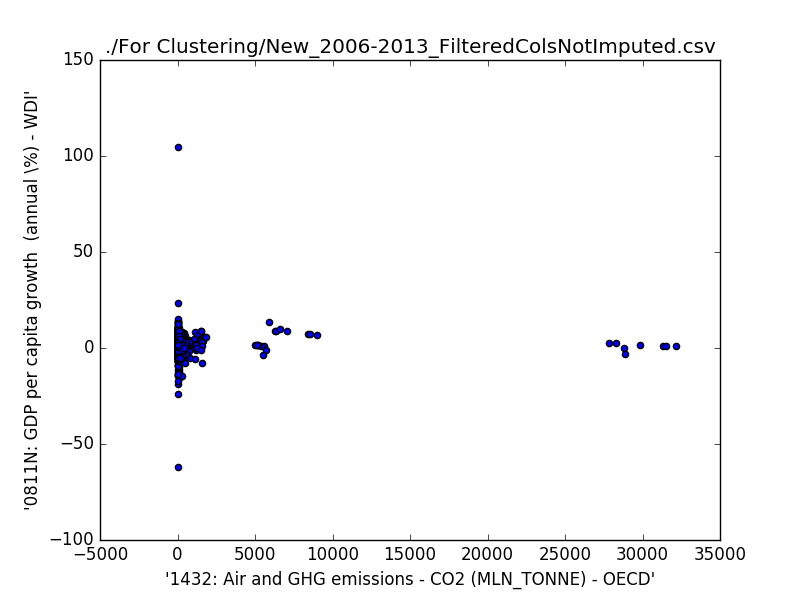 ./For Clustering/New_2006-2013_FilteredColsNotImputed.csv
150
100
50
0
−50
−100
−5000 0 5000 10000 15000 20000 25000 30000 35000
'0811N: GDP per capita growth  (annual \%) - WDI'
'1432: Air and GHG emissions - CO2 (MLN_TONNE) - OECD'